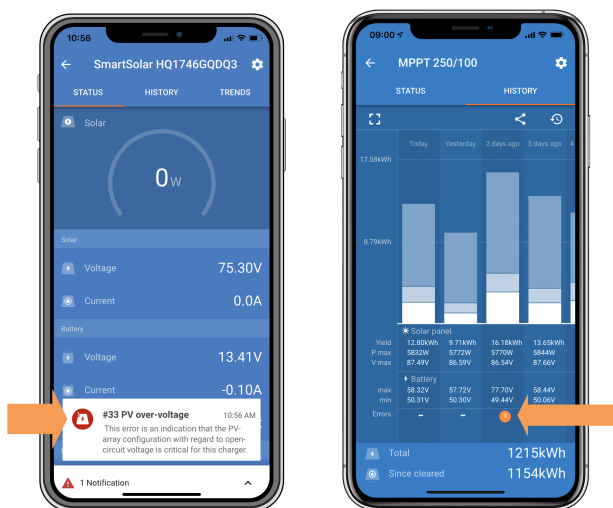 10:56
SmartSolar HQ1746GQDQ3
STATUS HISTORY TRENDS
Solar
0W
Solar
Voltage 75.30V
Current 0.0A
Battery
Voltage 13.41V
Current -0.10A
#33 PV over-voltage 10:56 AM
This error is an indication that the PV-
array configuration with regard to open-
circuit voltage is critical for this charger.
1 Notification
09:00
MPPT 250/100
STATUS HISTORY
Today Yesterday 2 days ago 3 days ago 4
17.58kWh
8.79kWh
Solar panel
Yield 12.80kWh 9.71kWh 16.18kWh 13.65kWh
P max 5832W 5772W 5770W 5844W
V max 87.49V 86.59V 86.54V 87.66V
Battery
max 58.32V 57.72V 77.70V 58.44V
min 50.31V 50.30V 49.44V 50.06V
Errors – – 1
Total 1215kWh
Since cleared 1154kWh